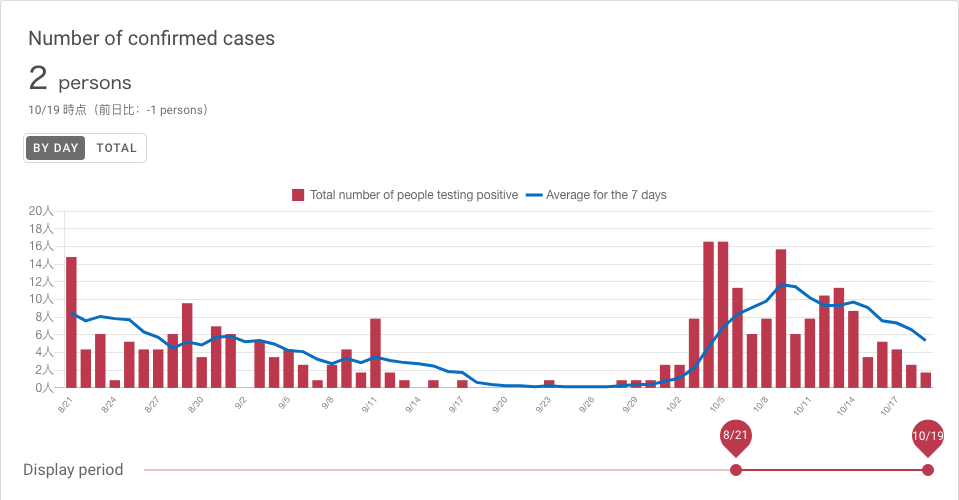 Number of confirmed cases
2 persons
10/19 時点（前日比：-1 persons）
BY DAY TOTAL
Total number of people testing positive Average for the 7 days
20人
18人
16人
14人
12人
10人
8人
6人
4人
2人
0人
8/21 8/24 8/27 8/30 9/2 9/5 9/8 9/11 9/14 9/17 9/20 9/23 9/26 9/29 10/2 10/5 10/8 10/11 10/14 10/17
8/21 10/19
Display period